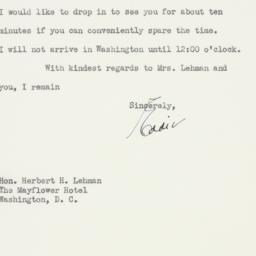 I would like to drop in to see you for about ten
minutes if you can conveniently spare the time.
I will not arrive in Washington until 12:00 o'clock.
With kindest regards to Mrs. Lehman and
you, I remain
Sincerely,
Eddie
Hon. Herbert H. Lehman
The Mayflower Hotel
Washington, D. C.